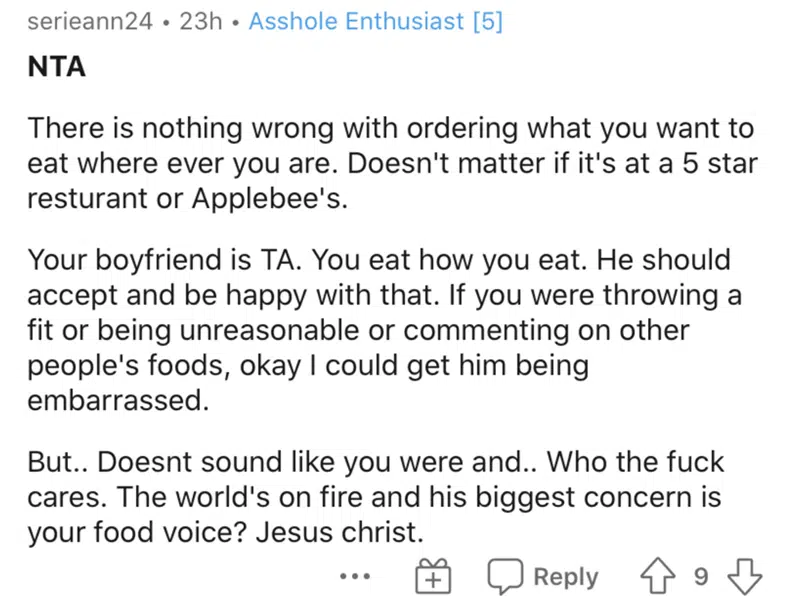 serieann24 • 23h • Asshole Enthusiast [5]
NTA
There is nothing wrong with ordering what you want to
eat where ever you are. Doesn't matter if it's at a 5 star
resturant or Applebee's.
Your boyfriend is TA. You eat how you eat. He should
accept and be happy with that. If you were throwing a
fit or being unreasonable or commenting on other
people's foods, okay I could get him being
embarrassed.
But.. Doesnt sound like you were and.. Who the fuck
cares. The world's on fire and his biggest concern is
your food voice? Jesus christ.
Reply 9